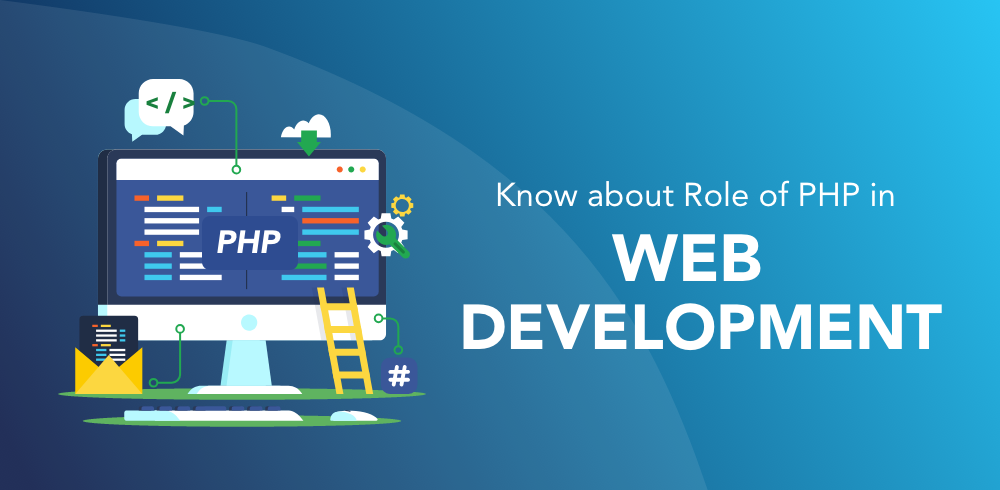 </>
PHP
#
Know about Role of PHP in
WEB
DEVELOPMENT